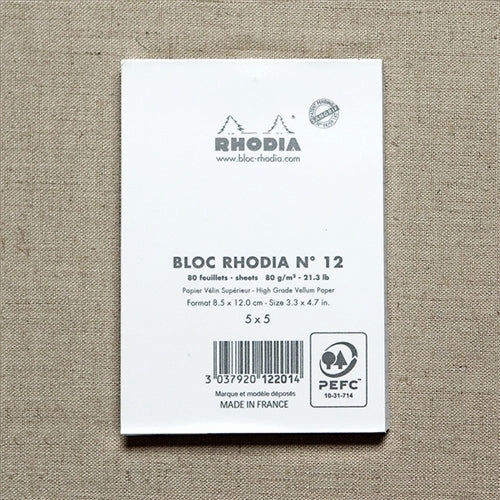 RHODIA
www.bloc-rhodia.com
BLOC RHODIA N° 12
80 feuillets - sheets 80 g/m² - 21.3 lb
Papier Vélin Supérieur - High Grade Vellum Paper
Format 8.5 x 12.0 cm - Size 3.3 x 4.7 in.
5 x 5
3 037920 122014
Marque et modèle déposés
MADE IN FRANCE
PEFC™
10-31-714